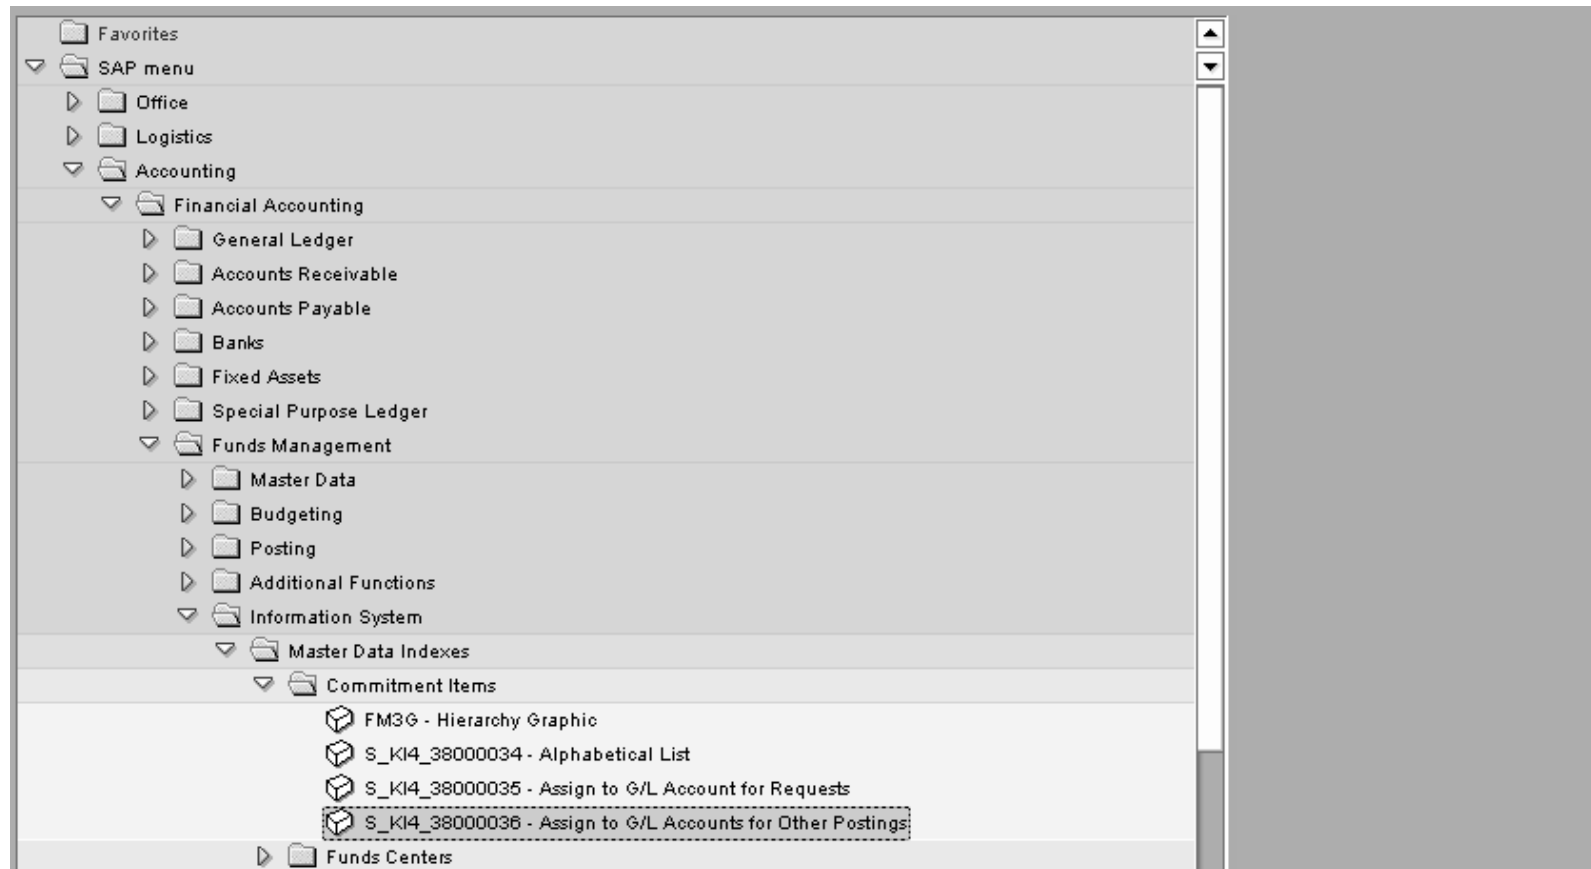 Favorites
SAP menu
Office
Logistics
Accounting
Financial Accounting
General Ledger
Accounts Receivable
Accounts Payable
Banks
Fixed Assets
Special Purpose Ledger
Funds Management
Master Data
Budgeting
Posting
Additional Functions
Information System
Master Data Indexes
Commitment Items
FM3G - Hierarchy Graphic
S_KI4_38000034 - Alphabetical List
S_KI4_38000035 - Assign to G/L Account for Requests
S_KI4_38000036 - Assign to G/L Accounts for Other Postings
Funds Centers